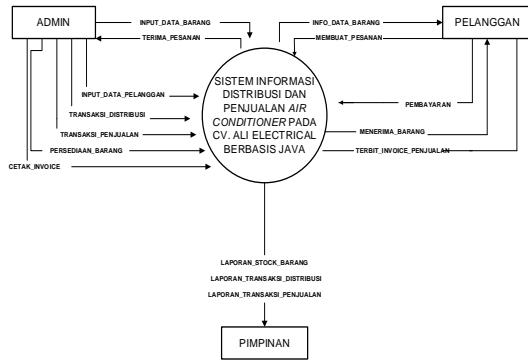 ADMIN
INPUT_DATA_BARANG
INFO_DATA_BARANG
PELANGGAN
TERIMA_PESANAN
MEMBUAT_PESANAN
SISTEM INFORMASI
DISTRIBUSI DAN
PENJUALAN AIR
CONDITIONER PADA
CV. ALI ELECTRICAL
BERBASIS JAVA
INPUT_DATA_PELANGGAN
TRANSAKSI_DISTRIBUSI
TRANSAKSI_PENJUALAN
PERSEDIAAN_BARANG
CETAK_INVOICE
PEMBAYARAN
MENERIMA_BARANG
TERBIT_INVOICE_PENJUALAN
LAPORAN_STOCK_BARANG
LAPORAN_TRANSAKSI_DISTRIBUSI
LAPORAN_TRANSAKSI_PENJUALAN
PIMPINAN